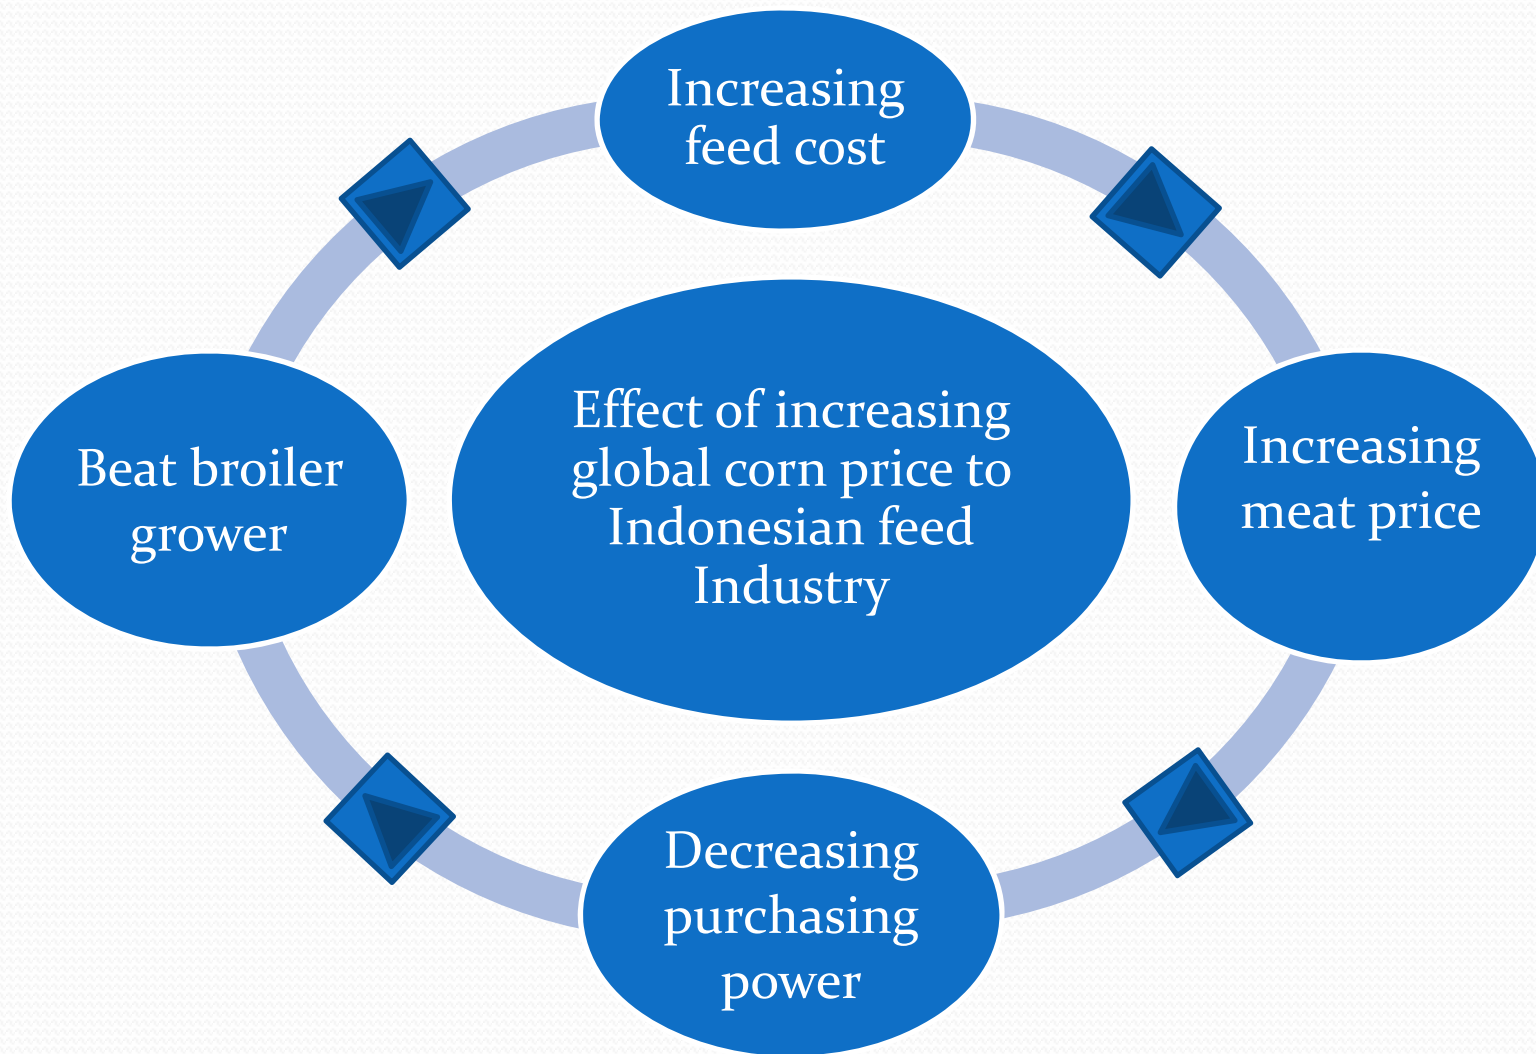 Increasing
feed cost
Effect of increasing
global corn price to
Indonesian feed
Industry
Beat broiler
grower
Increasing
meat price
Decreasing
purchasing
power